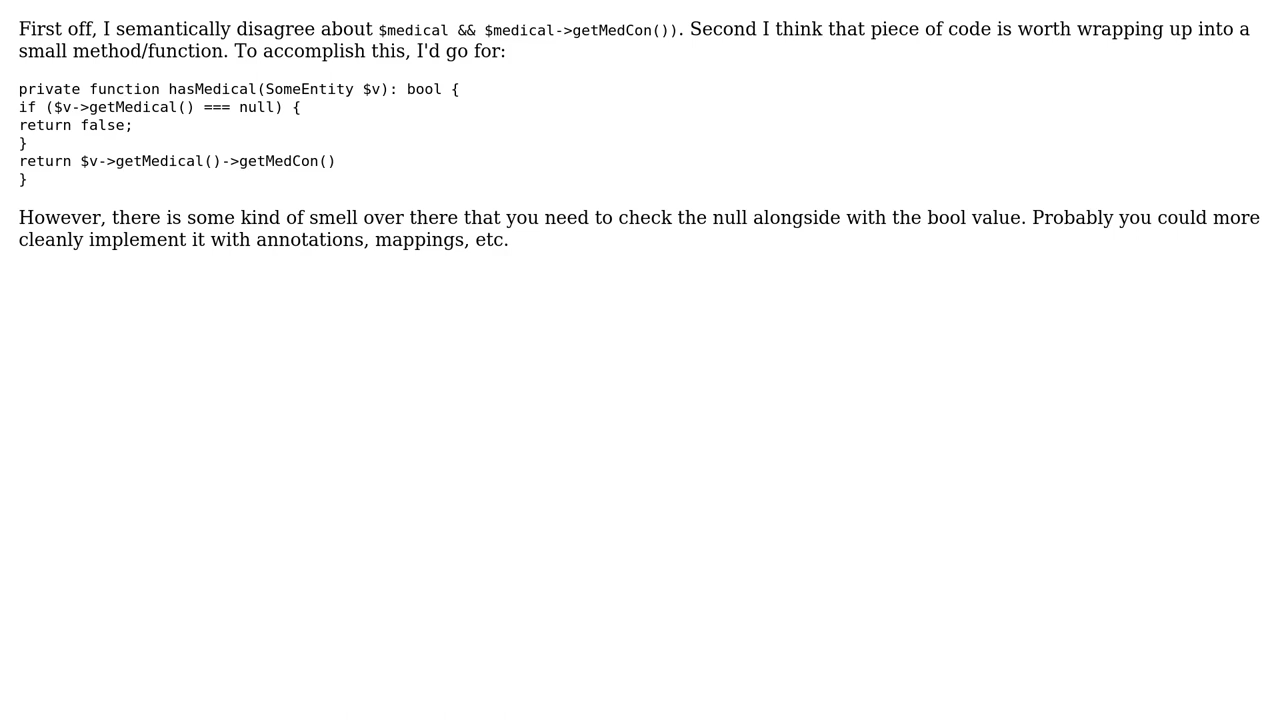 First off, I semantically disagree about $medical && $medical->getMedCon()). Second I think that piece of code is worth wrapping up into a
small method/function. To accomplish this, I'd go for:
private function hasMedical(SomeEntity $v): bool {
if ($v->getMedical() === null) {
return false;
}
return $v->getMedical()->getMedCon()
}
However, there is some kind of smell over there that you need to check the null alongside with the bool value. Probably you could more
cleanly implement it with annotations, mappings, etc.